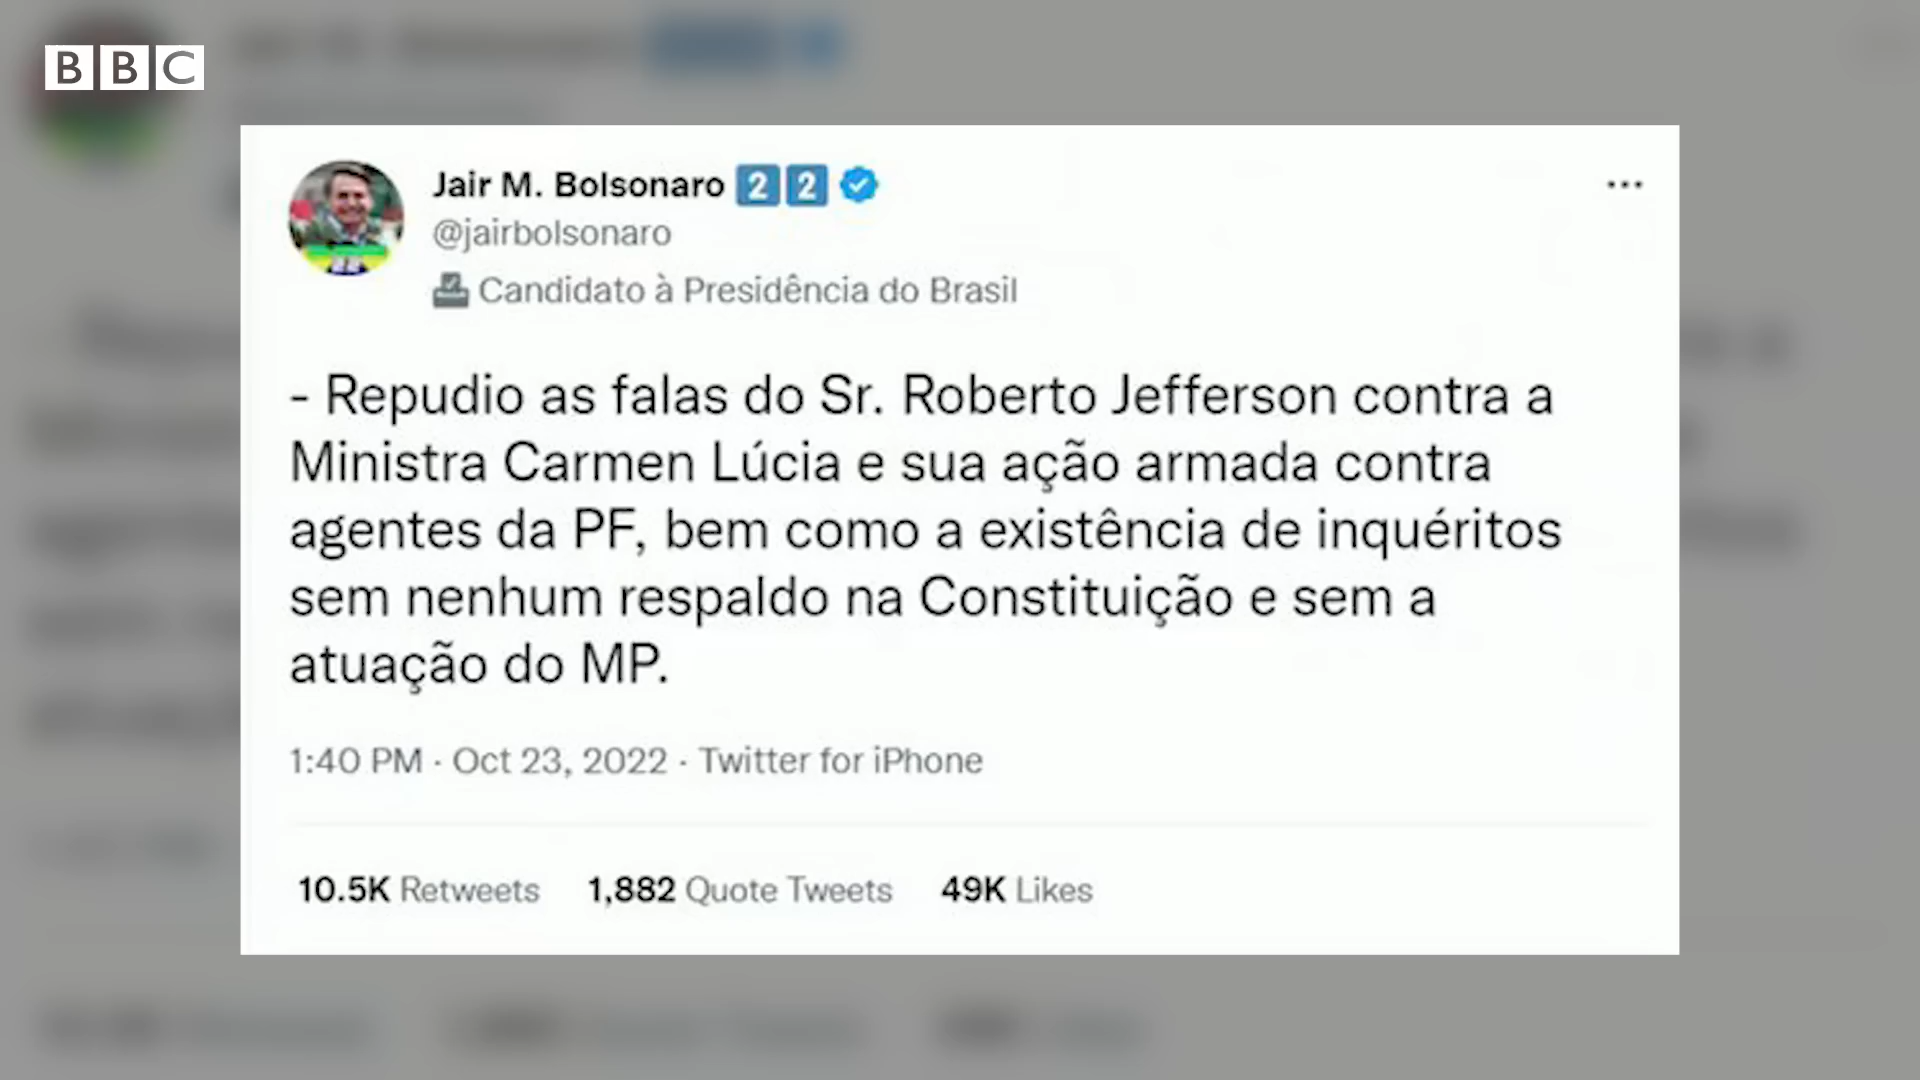 BBC
Jair M. Bolsonaro 2️⃣2️⃣
@jairbolsonaro
Candidato à Presidência do Brasil
- Repudio as falas do Sr. Roberto Jefferson contra a
Ministra Carmen Lúcia e sua ação armada contra
agentes da PF, bem como a existência de inquéritos
sem nenhum respaldo na Constituição e sem a
atuação do MP.
1:40 PM · Oct 23, 2022 · Twitter for iPhone
10.5K Retweets 1,882 Quote Tweets 49K Likes